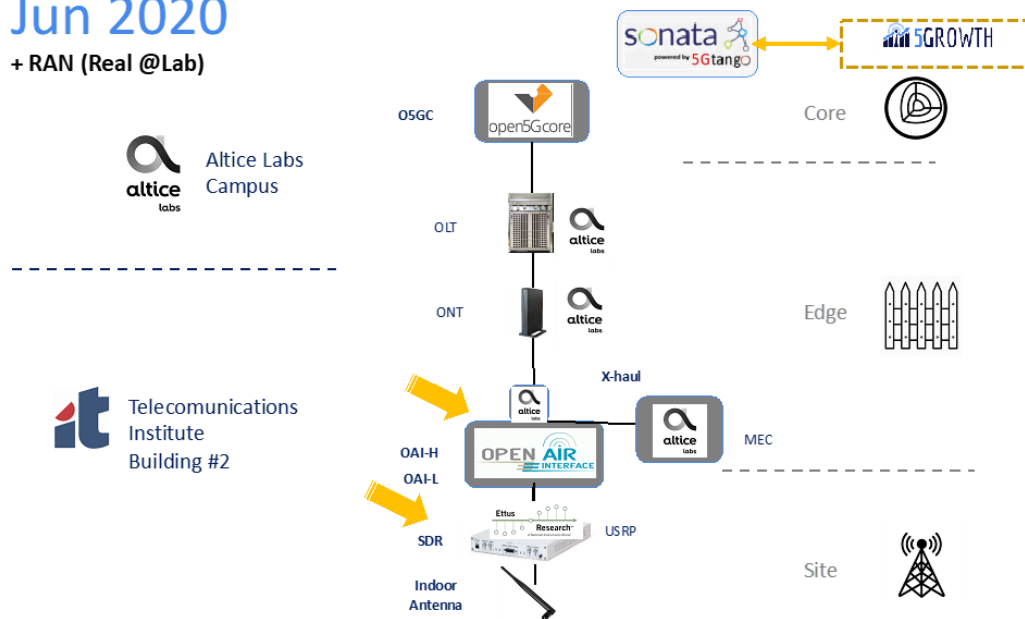 Jun 2020
+ RAN (Real @Lab)
sonata
powered by 5Gtango
5GROWTH
O5GC
open5Gcore
Core
altice
labs
Altice Labs
Campus
OLT
altice
labs
ONT
altice
labs
Edge
X-haul
altice
labs
it
Telecomunications
Institute
Building #2
OAI-H
OAI-L
OPEN AIR
INTERFACE
altice
labs
MEC
Ettus
Research
SDR
USRP
Indoor
Antenna
Site